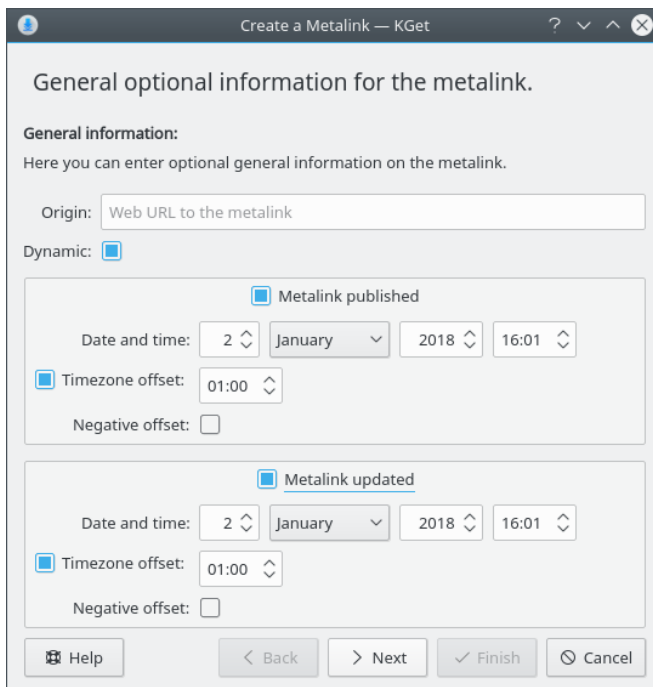 Create a Metalink — KGet
General optional information for the metalink.
General information:
Here you can enter optional general information on the metalink.
Origin: Web URL to the metalink
Dynamic:
Metalink published
Date and time: 2 January 2018 16:01
Timezone offset: 01:00
Negative offset:
Metalink updated
Date and time: 2 January 2018 16:01
Timezone offset: 01:00
Negative offset:
Help Back Next Finish Cancel